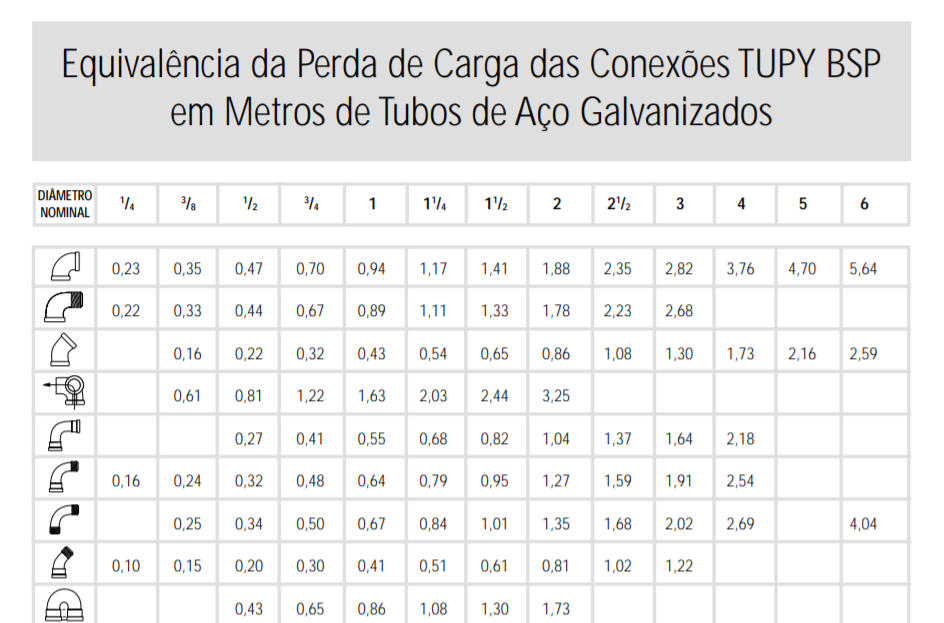 Equivalência da Perda de Carga das Conexões TUPY BSP
em Metros de Tubos de Aço Galvanizados
DIÂMETRO NOMINAL 1/4 3/8 1/2 3/4 1 1 1/4 1 1/2 2 2 1/2 3 4 5 6
0,23 0,35 0,47 0,70 0,94 1,17 1,41 1,88 2,35 2,82 3,76 4,70 5,64
0,22 0,33 0,44 0,67 0,89 1,11 1,33 1,78 2,23 2,68
0,16 0,22 0,32 0,43 0,54 0,65 0,86 1,08 1,30 1,73 2,16 2,59
0,61 0,81 1,22 1,63 2,03 2,44 3,25
0,27 0,41 0,55 0,68 0,82 1,04 1,37 1,64 2,18
0,16 0,24 0,32 0,48 0,64 0,79 0,95 1,27 1,59 1,91 2,54
0,25 0,34 0,50 0,67 0,84 1,01 1,35 1,68 2,02 2,69 4,04
0,10 0,15 0,20 0,30 0,41 0,51 0,61 0,81 1,02 1,22
0,43 0,65 0,86 1,08 1,30 1,73